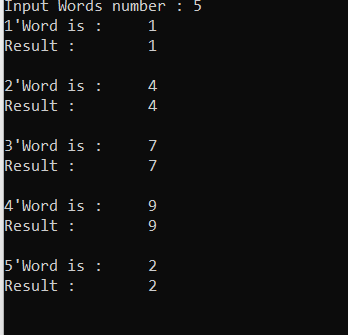 Input Words number : 5
1'Word is :     1
Result :        1
2'Word is :     4
Result :        4
3'Word is :     7
Result :        7
4'Word is :     9
Result :        9
5'Word is :     2
Result :        2